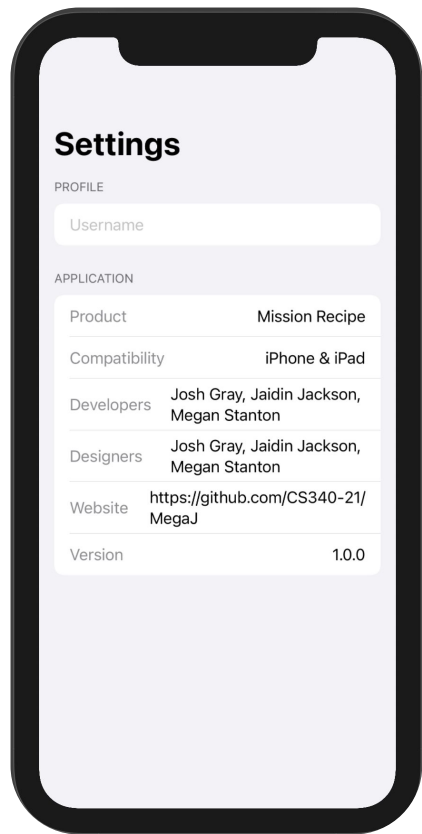 Settings
PROFILE
Username
APPLICATION
Product Mission Recipe
Compatibility iPhone & iPad
Developers Josh Gray, Jaidin Jackson,
Megan Stanton
Designers Josh Gray, Jaidin Jackson,
Megan Stanton
Website https://github.com/CS340-21/
MegaJ
Version 1.0.0